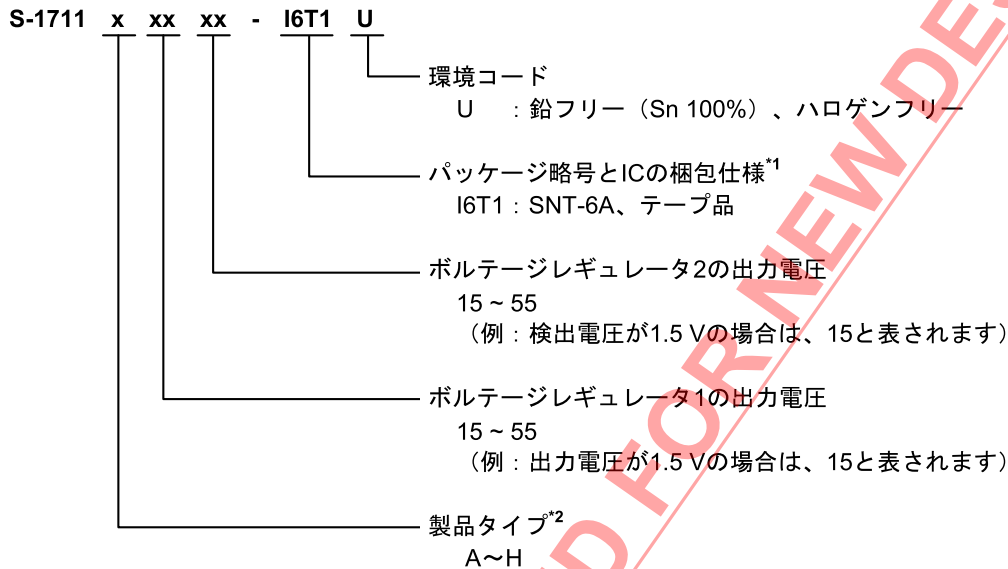 S-1711 x xx xx - I6T1 U
環境コード
U : 鉛フリー（Sn 100%）、ハロゲンフリー
パッケージ略号とICの梱包仕様*1
I6T1 : SNT-6A、テープ品
ボルテージレギュレータ2の出力電圧
15 ~ 55
（例 : 検出電圧が1.5 Vの場合は、15と表されます）
ボルテージレギュレータ1の出力電圧
15 ~ 55
（例 : 出力電圧が1.5 Vの場合は、15と表されます）
製品タイプ*2
A～H
D FOR NEW DES